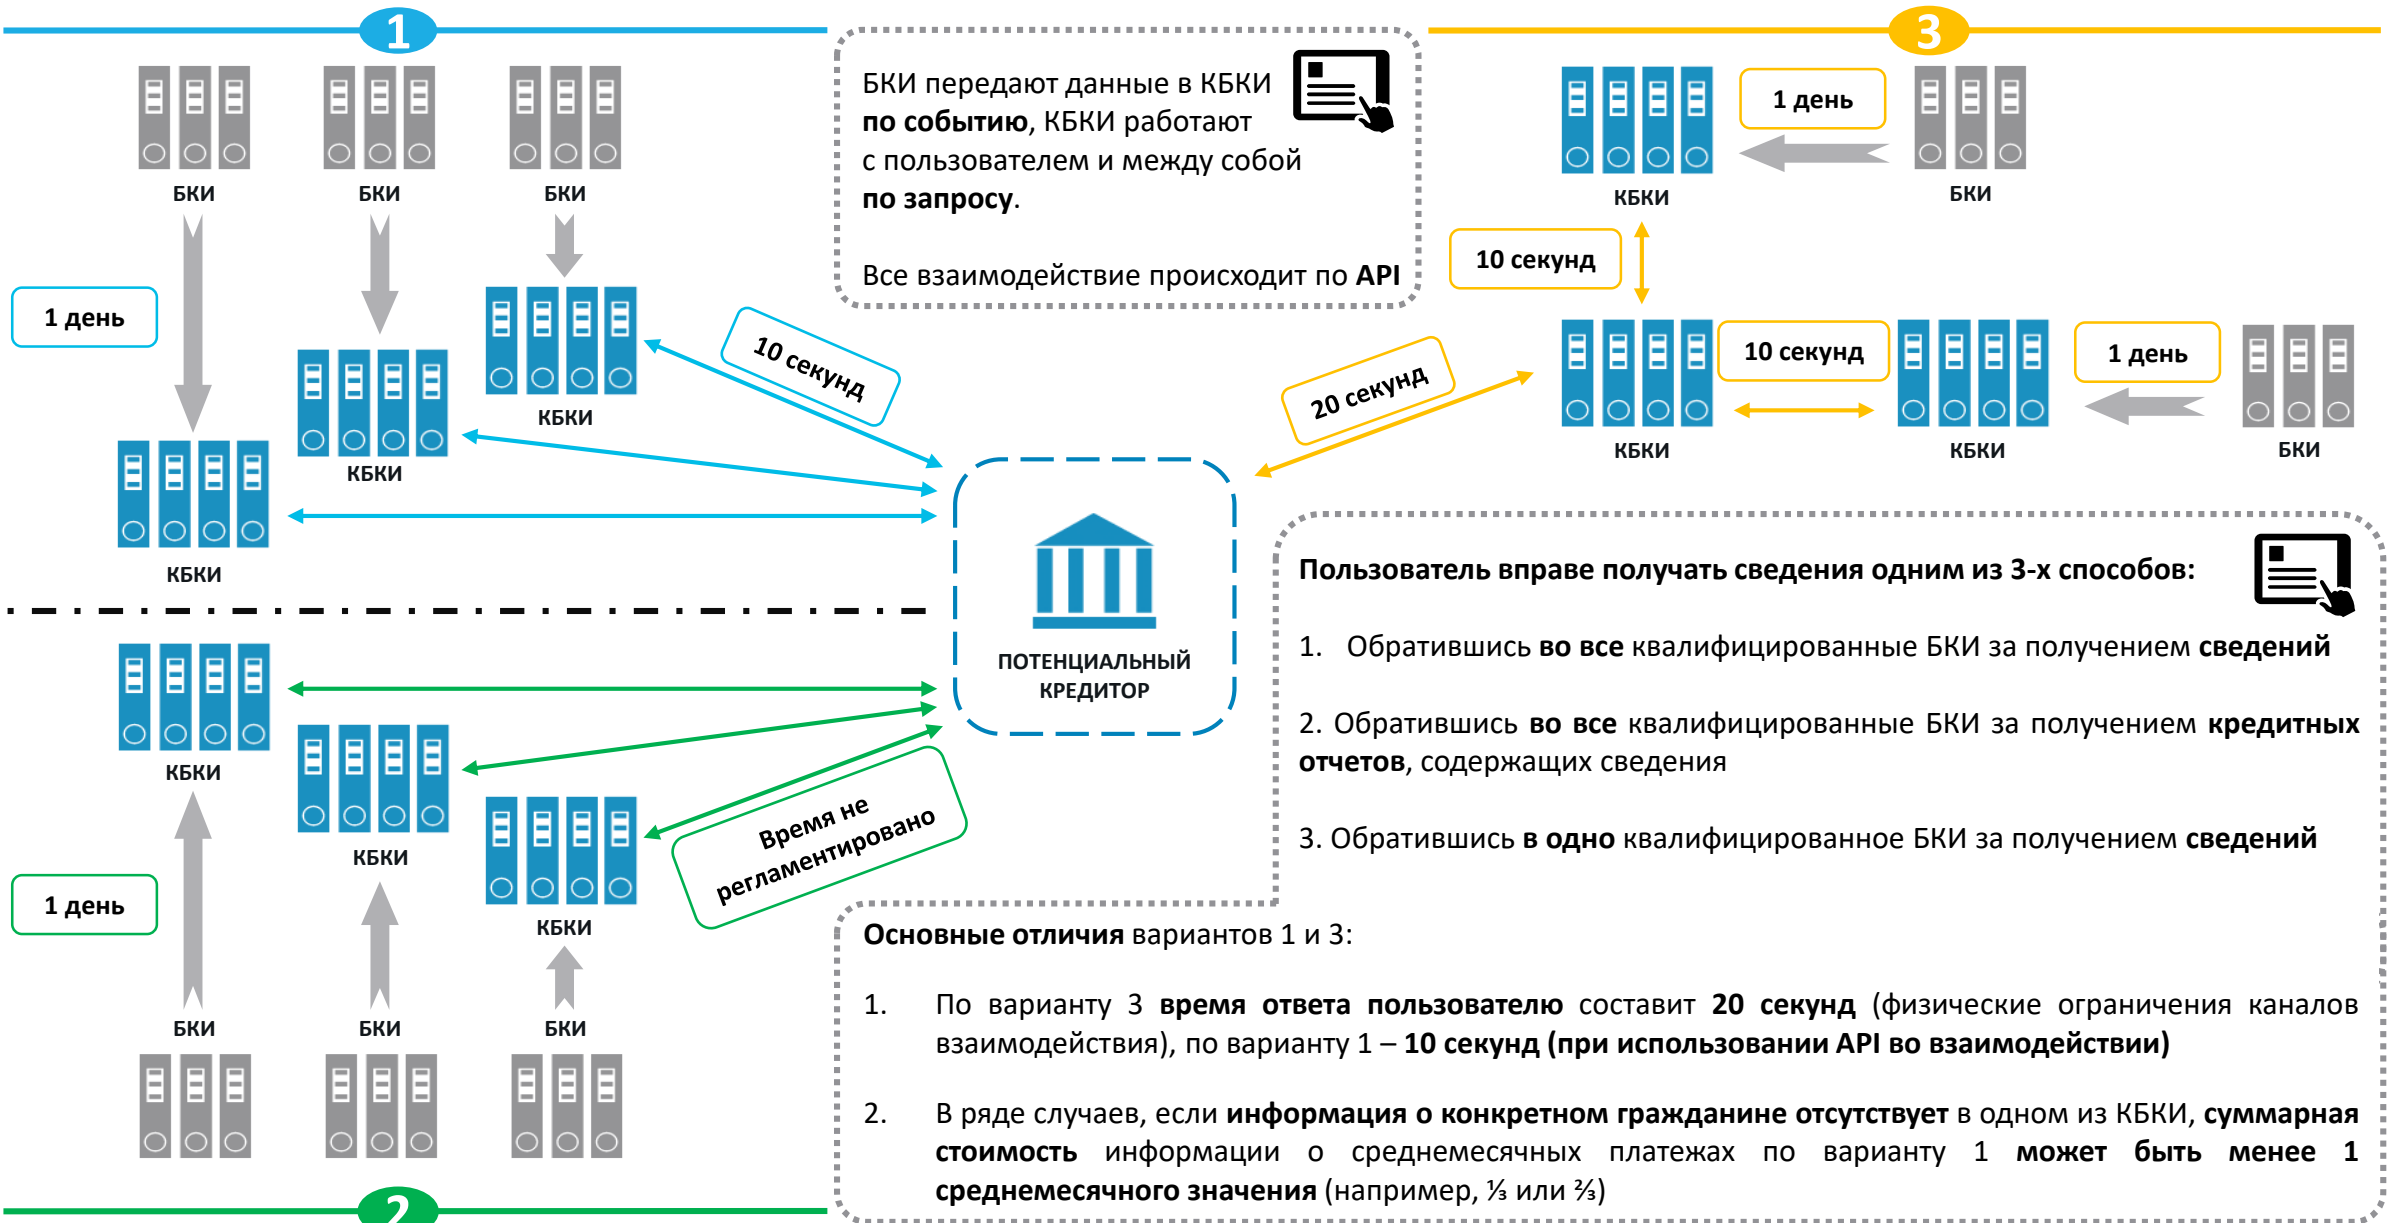 1
БКИ
БКИ
БКИ
1 день
КБКИ
КБКИ
КБКИ
10 секунд
БКИ передают данные в КБКИ
по событию, КБКИ работают
с пользователем и между собой
по запросу.
Все взаимодействие происходит по API
3
1 день
КБКИ
БКИ
10 секунд
20 секунд
10 секунд
1 день
КБКИ
КБКИ
БКИ
ПОТЕНЦИАЛЬНЫЙ
КРЕДИТОР
КБКИ
КБКИ
КБКИ
1 день
Время не
регламентировано
БКИ
БКИ
БКИ
2
Пользователь вправе получать сведения одним из 3-х способов:
1. Обратившись во все квалифицированные БКИ за получением сведений
2. Обратившись во все квалифицированные БКИ за получением кредитных
отчетов, содержащих сведения
3. Обратившись в одно квалифицированное БКИ за получением сведений
Основные отличия вариантов 1 и 3:
1. По варианту 3 время ответа пользователю составит 20 секунд (физические ограничения каналов
взаимодействия), по варианту 1 – 10 секунд (при использовании API во взаимодействии)
2. В ряде случаев, если информация о конкретном гражданине отсутствует в одном из КБКИ, суммарная
стоимость информации о среднемесячных платежах по варианту 1 может быть менее 1
среднемесячного значения (например, ⅓ или ⅔)